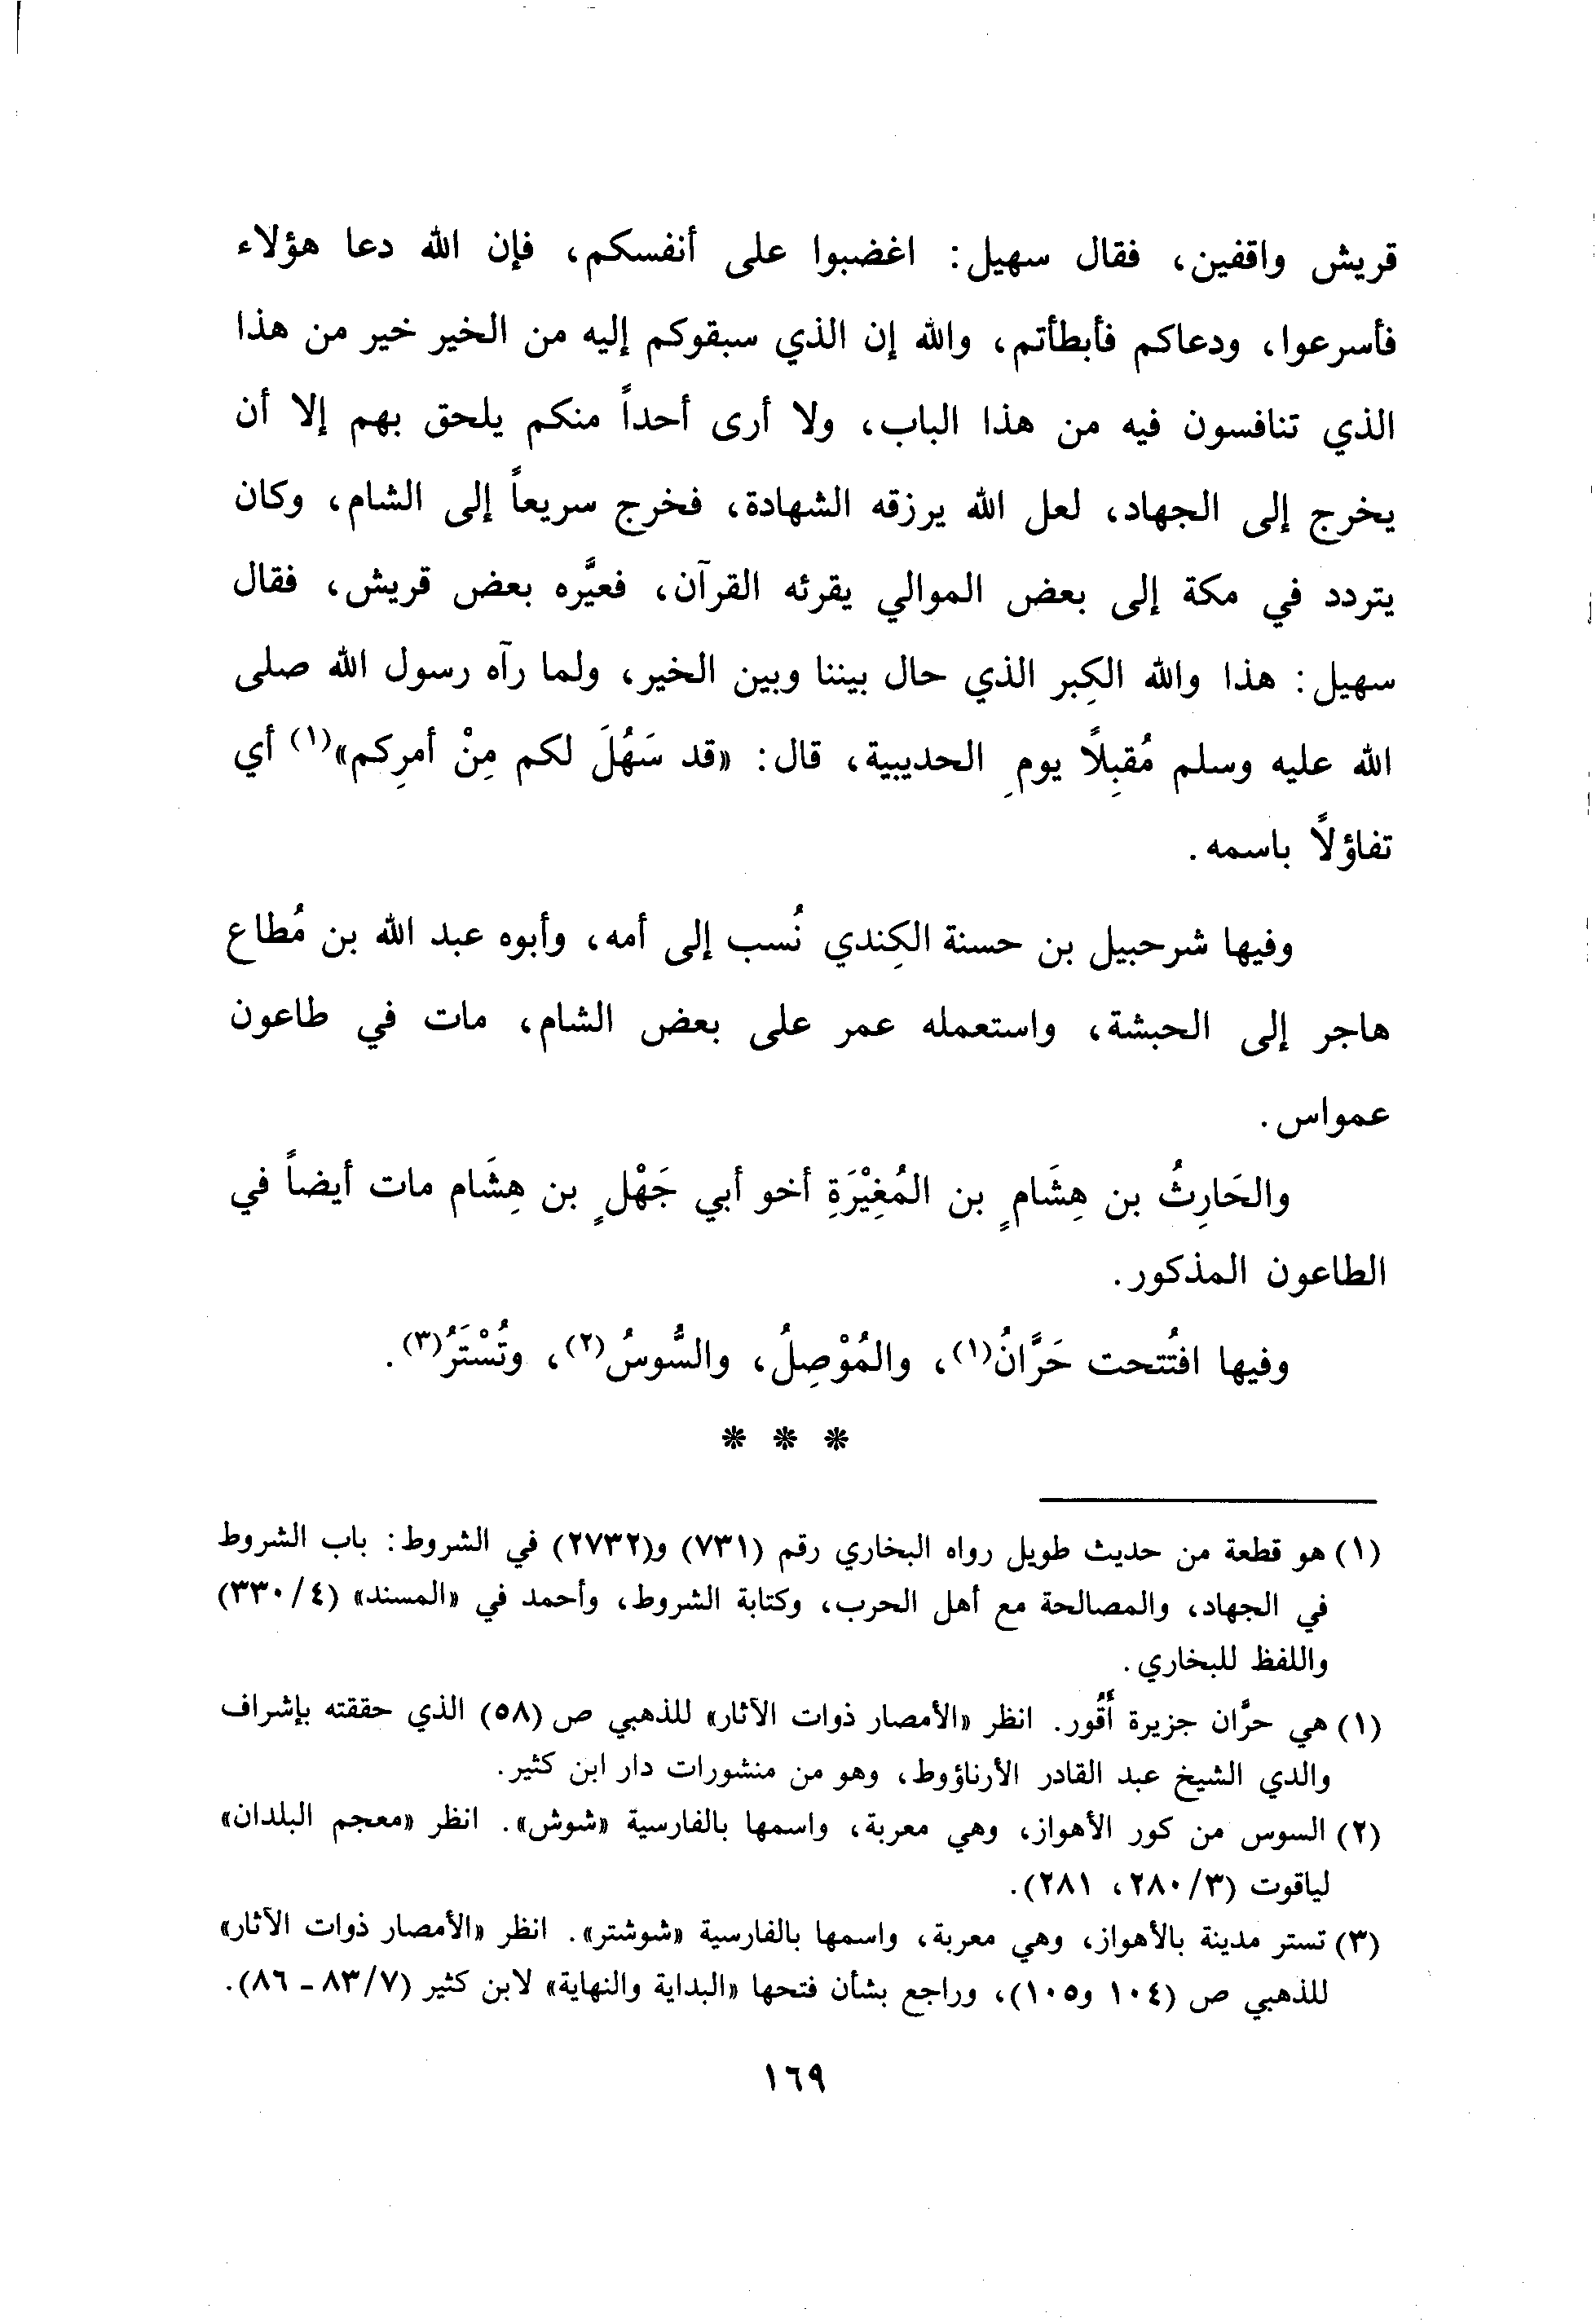 قريش واقفين، فقال سهيل: اغضبوا على أنفسكم، فإن الله دعا هؤلاء
فأسرعوا، ودعاكم فأبطأتم، والله إن الذي سبقوكم إليه من الخير خير من هذا
الذي تنافسون فيه من هذا الباب، ولا أرى أحداً منكم يلحق بهم إلا أن
يخرج إلى الجهاد، لعل الله يرزقه الشهادة، فخرج سريعاً إلى الشام، وكان
يتردد في مكة إلى بعض الموالي يقرئه القرآن، فعيَّره بعض قريش، فقال
سهيل: هذا والله الكِبر الذي حال بيننا وبين الخير، ولما رآه رسول الله صلى
الله عليه وسلم مُقبِلًا يومِ الحديبية، قال: «قد سَهُلَ لكم مِنْ أمرِكم»(١) أي
تفاؤلًا باسمه.
وفيها شرحبيل بن حسنة الكِندي نُسب إلى أمه، وأبوه عبد الله بن مُطاع
هاجر إلى الحبشة، واستعمله عمر على بعض الشام، مات في طاعون
عمواس.
والحَارِثُ بن هِشَامٍ بن المُغِيْرَةِ أخو أبي جَهْلٍ بن هِشَام مات أيضاً في
الطاعون المذكور.
وفيها افتُتحت حَرَّانُ(١)، والمُوْصِلُ، والسُّوسُ(٢)، وتُسْتَرُ(٣).
* * *
(١) هو قطعة من حديث طويل رواه البخاري رقم (٧٣١) و(٢٧٣٢) في الشروط: باب الشروط
في الجهاد، والمصالحة مع أهل الحرب، وكتابة الشروط، وأحمد في «المسند» (٣٣٠/٤)
واللفظ للبخاري.
(١) هي حرَّان جزيرة أَقُور. انظر «الأمصار ذوات الآثار» للذهبي ص (٥٨) الذي حققته بإشراف
والدي الشيخ عبد القادر الأرناؤوط، وهو من منشورات دار ابن كثير.
(٢) السوس من كور الأهواز، وهي معربة، واسمها بالفارسية «شوش». انظر «معجم البلدان»
لياقوت (٢٨٠/٣، ٢٨١).
(٣) تستر مدينة بالأهواز، وهي معربة، واسمها بالفارسية «شوشتر». انظر «الأمصار ذوات الآثار»
للذهبي ص (١٠٤ و١٠٥)، وراجع بشأن فتحها «البداية والنهاية» لابن كثير (٨٣/٧ - ٨٦).
١٦٩